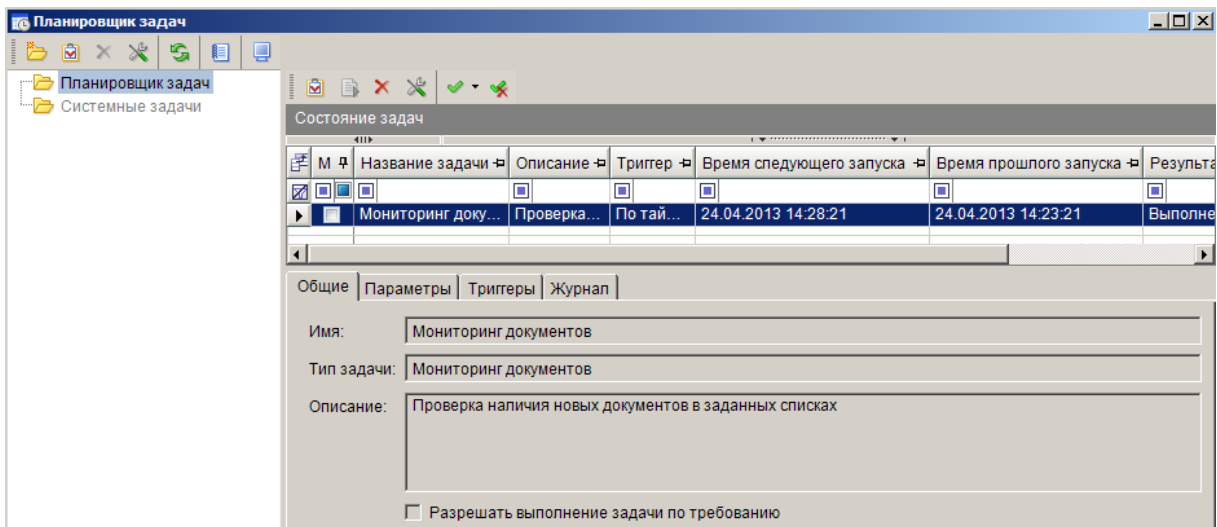 Планировщик задач
Планировщик задач
Системные задачи
Состояние задач
М Название задачи Описание Триггер Время следующего запуска Время прошлого запуска Результа
Мониторинг доку... Проверка... По тай... 24.04.2013 14:28:21 24.04.2013 14:23:21 Выполне
Общие Параметры Триггеры Журнал
Имя: Мониторинг документов
Тип задачи: Мониторинг документов
Описание: Проверка наличия новых документов в заданных списках
Разрешать выполнение задачи по требованию